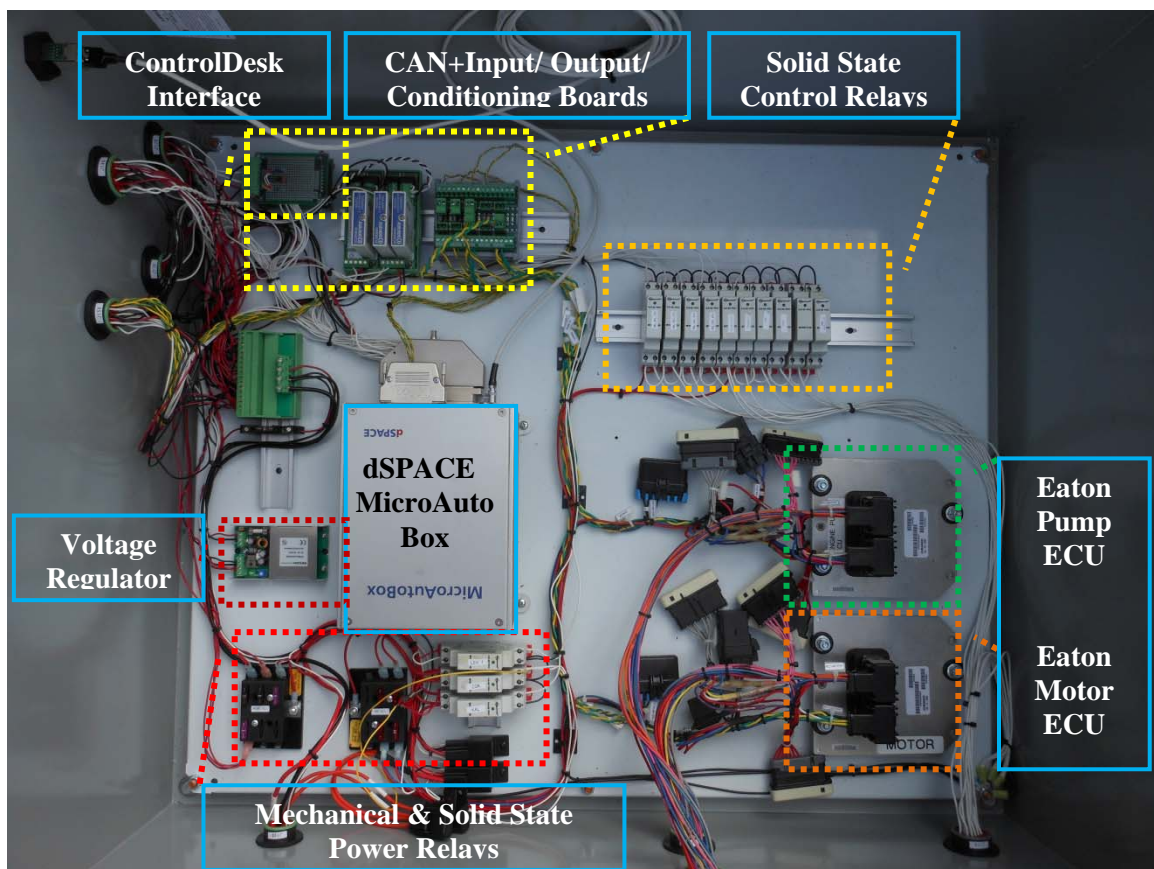 ControlDesk
Interface
CAN+Input/ Output/
Conditioning Boards
Solid State
Control Relays
dSPACE
dSPACE
MicroAuto
Box
MicroAutoBox
Voltage
Regulator
Eaton
Pump
ECU
Eaton
Motor
ECU
MOTOR
Mechanical & Solid State
Power Relays